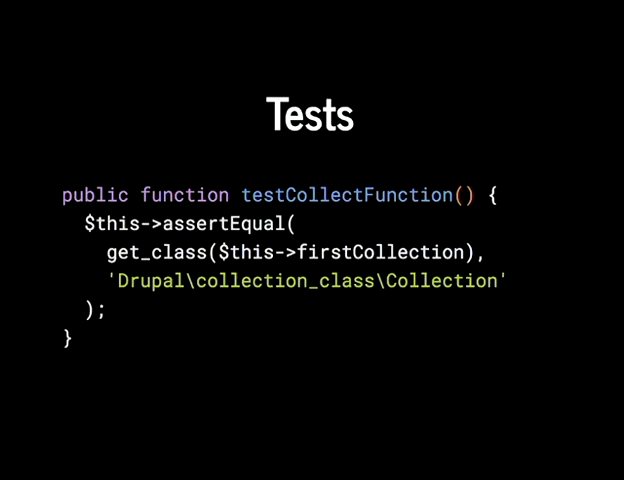 Tests
public function testCollectFunction() {
  $this->assertEqual(
    get_class($this->firstCollection),
    'Drupal\collection_class\Collection'
  );
}